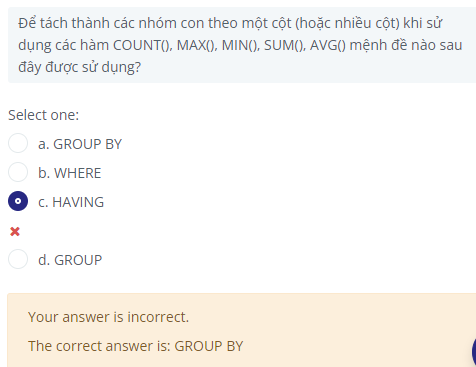 Để tách thành các nhóm con theo một cột (hoặc nhiều cột) khi sử
dụng các hàm COUNT(), MAX(), MIN(), SUM(), AVG() mệnh đề nào sau
đây được sử dụng?
Select one:
a. GROUP BY
b. WHERE
c. HAVING
d. GROUP
Your answer is incorrect.
The correct answer is: GROUP BY